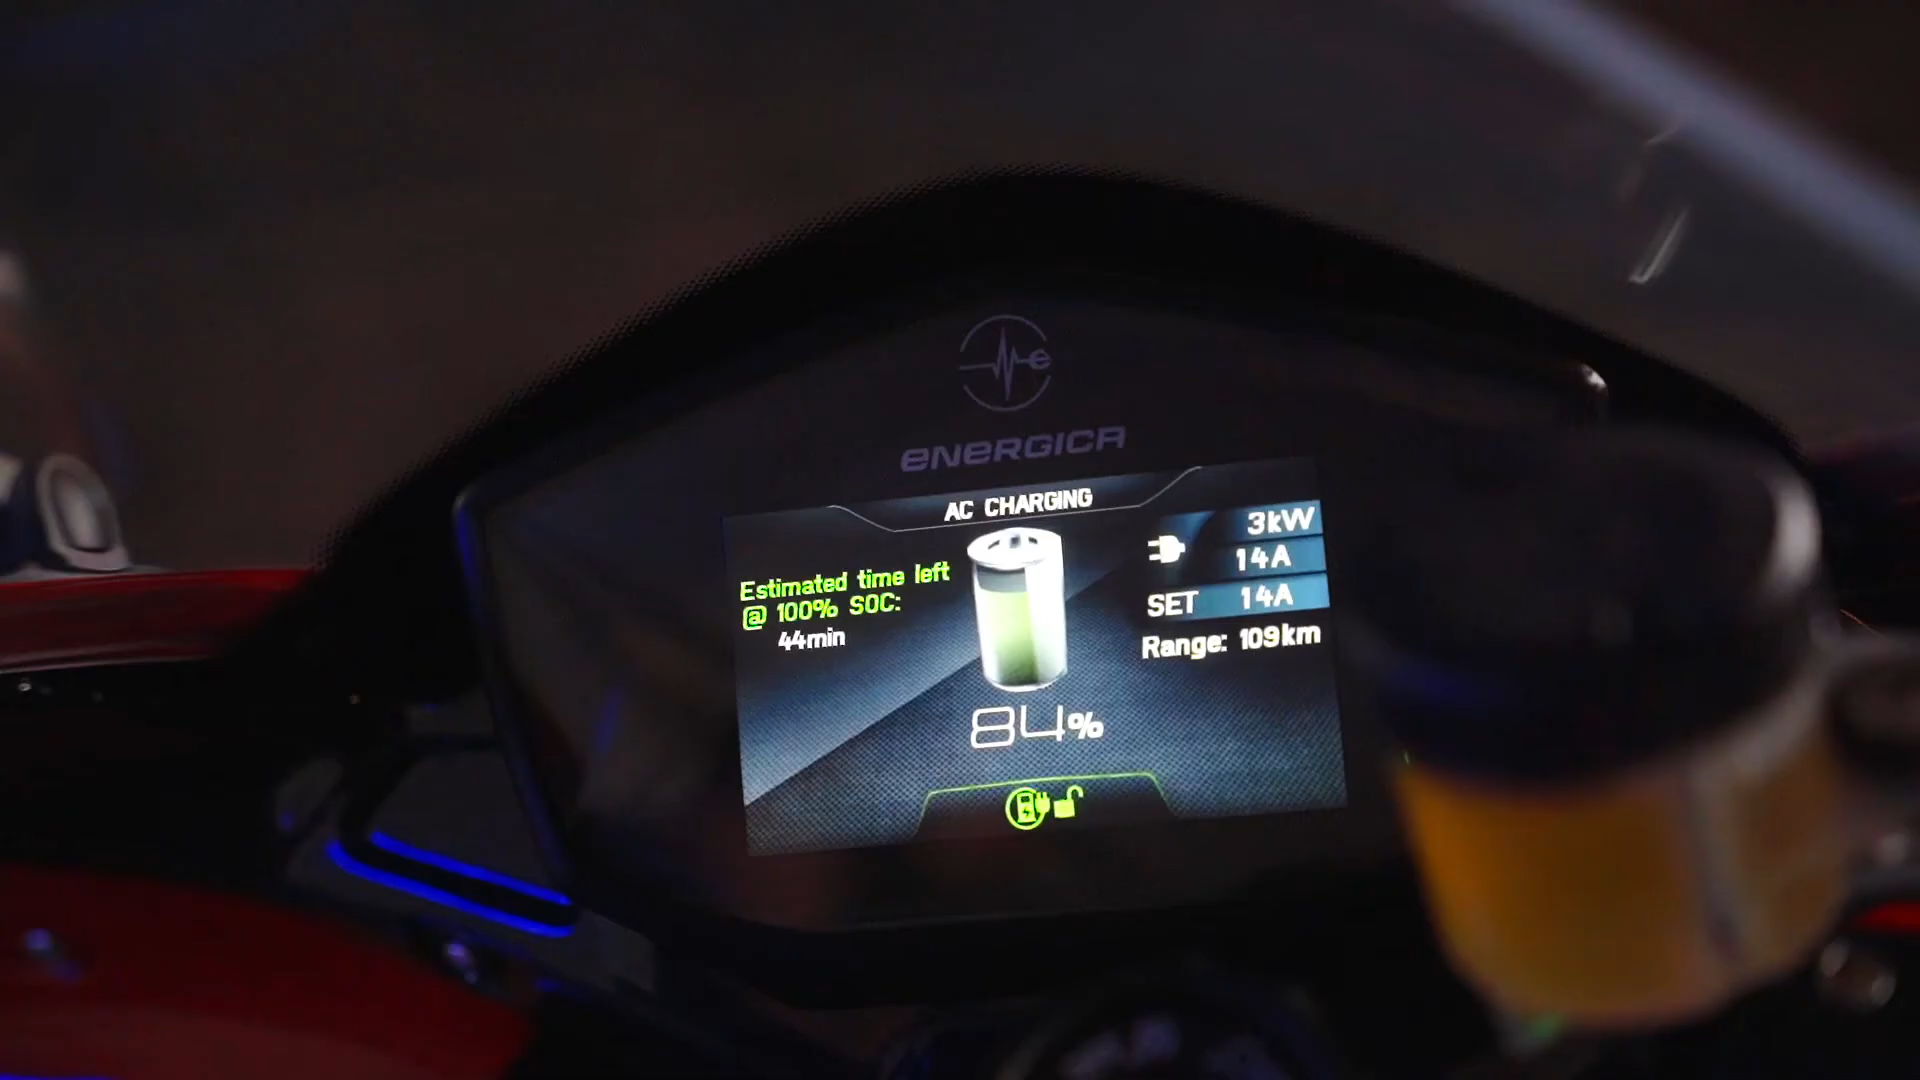 eNeRGICA
AC CHARGING
Estimated time left
@ 100% SOC:
44min
3kW
14A
SET 14A
Range: 109km
84%